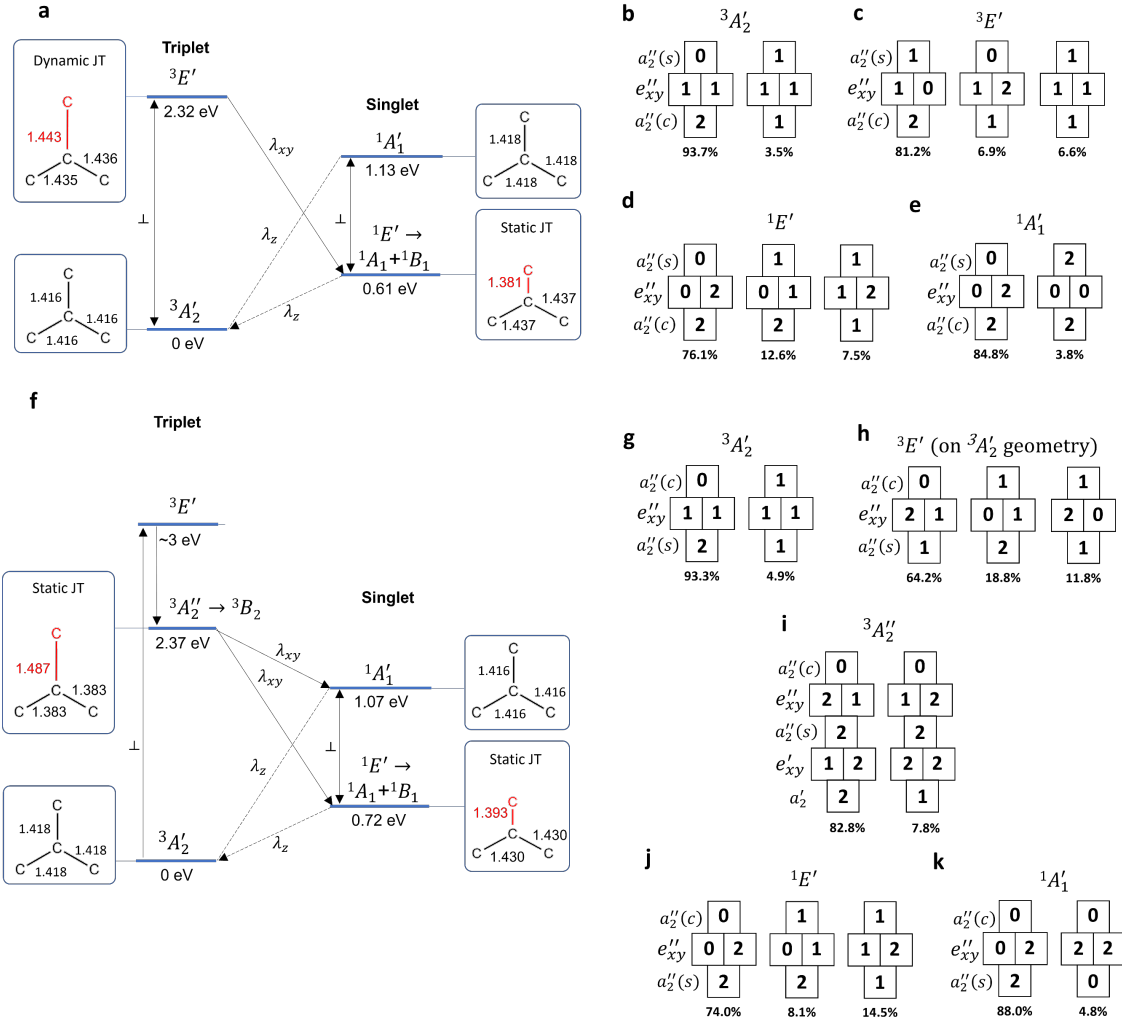 a
Triplet
Dynamic JT
C
1.443
C
1.436
1.435
C
C
³E′
2.32 eV
⊥
λxy
Singlet
¹A′₁
1.13 eV
C
1.418
C
1.418
1.418
C
C
λz
⊥
¹E′ →
¹A₁+¹B₁
0.61 eV
Static JT
C
1.381
C
1.437
1.437
C
C
λz
C
1.416
C
1.416
1.416
C
C
³A′₂
0 eV
b
³A′₂
a″₂(s) 0 1
e″xy 1 1 1 1
a″₂(c) 2 1
93.7% 3.5%
c
³E′
a″₂(s) 1 0 1
e″xy 1 0 1 2 1 1
a″₂(c) 2 1 1
81.2% 6.9% 6.6%
d
¹E′
a″₂(s) 0 1 1
e″xy 0 2 0 1 1 2
a″₂(c) 2 2 1
76.1% 12.6% 7.5%
e
¹A′₁
a″₂(s) 0 2
e″xy 0 2 0 0
a″₂(c) 2 2
84.8% 3.8%
f
Triplet
³E′
~3 eV
Static JT
C
1.487
C
1.383
1.383
C
C
³A″₂ → ³B₂
2.37 eV
⊥
λxy
λxy
Singlet
¹A′₁
1.07 eV
C
1.416
C
1.416
1.416
C
C
λz
⊥
¹E′ →
¹A₁+¹B₁
0.72 eV
Static JT
C
1.393
C
1.430
1.430
C
C
λz
C
1.418
C
1.418
1.418
C
C
³A′₂
0 eV
g
³A′₂
a″₂(c) 0 1
e″xy 1 1 1 1
a″₂(s) 2 1
93.3% 4.9%
h
³E′ (on ³A′₂ geometry)
a″₂(c) 0 1 1
e″xy 2 1 0 1 2 0
a″₂(s) 1 2 1
64.2% 18.8% 11.8%
i
³A″₂
a″₂(c) 0 0
e″xy 2 1 1 2
a″₂(s) 2 2
e′xy 1 2 2 2
a′₂ 2 1
82.8% 7.8%
j
¹E′
a″₂(c) 0 1 1
e″xy 0 2 0 1 1 2
a″₂(s) 2 2 1
74.0% 8.1% 14.5%
k
¹A′₁
a″₂(c) 0 0
e″xy 0 2 2 2
a″₂(s) 2 0
88.0% 4.8%